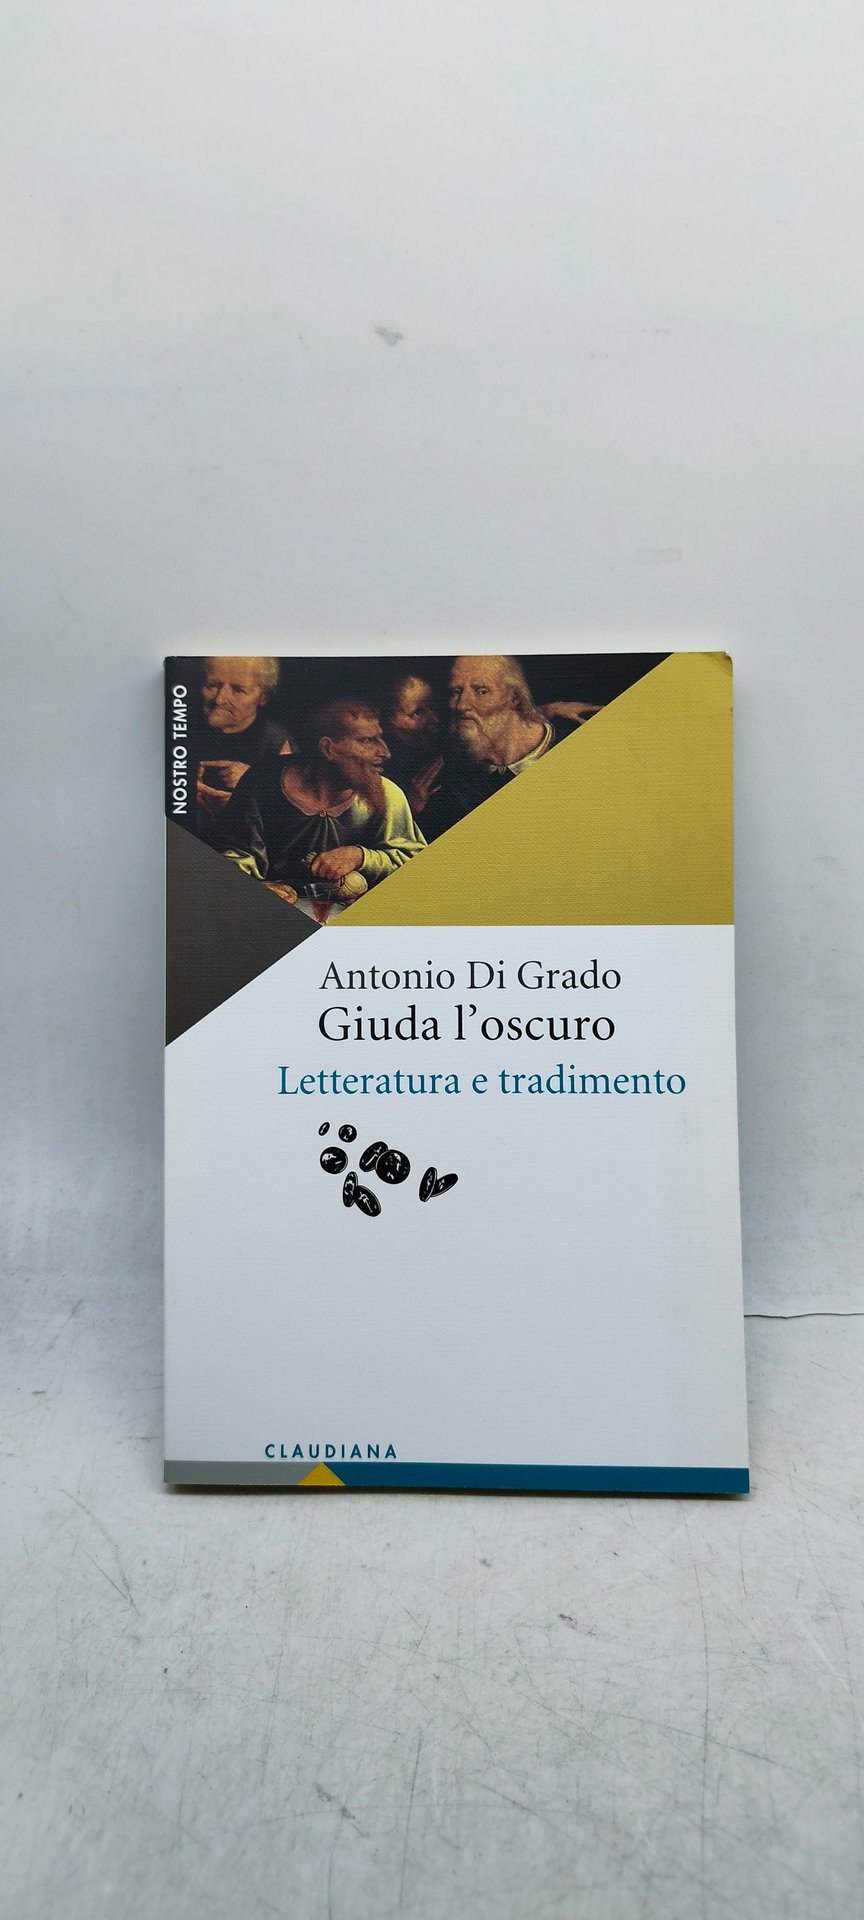 NOSTRO TEMPO
Antonio Di Grado
Giuda l'oscuro
Letteratura e tradimento
CLAUDIANA